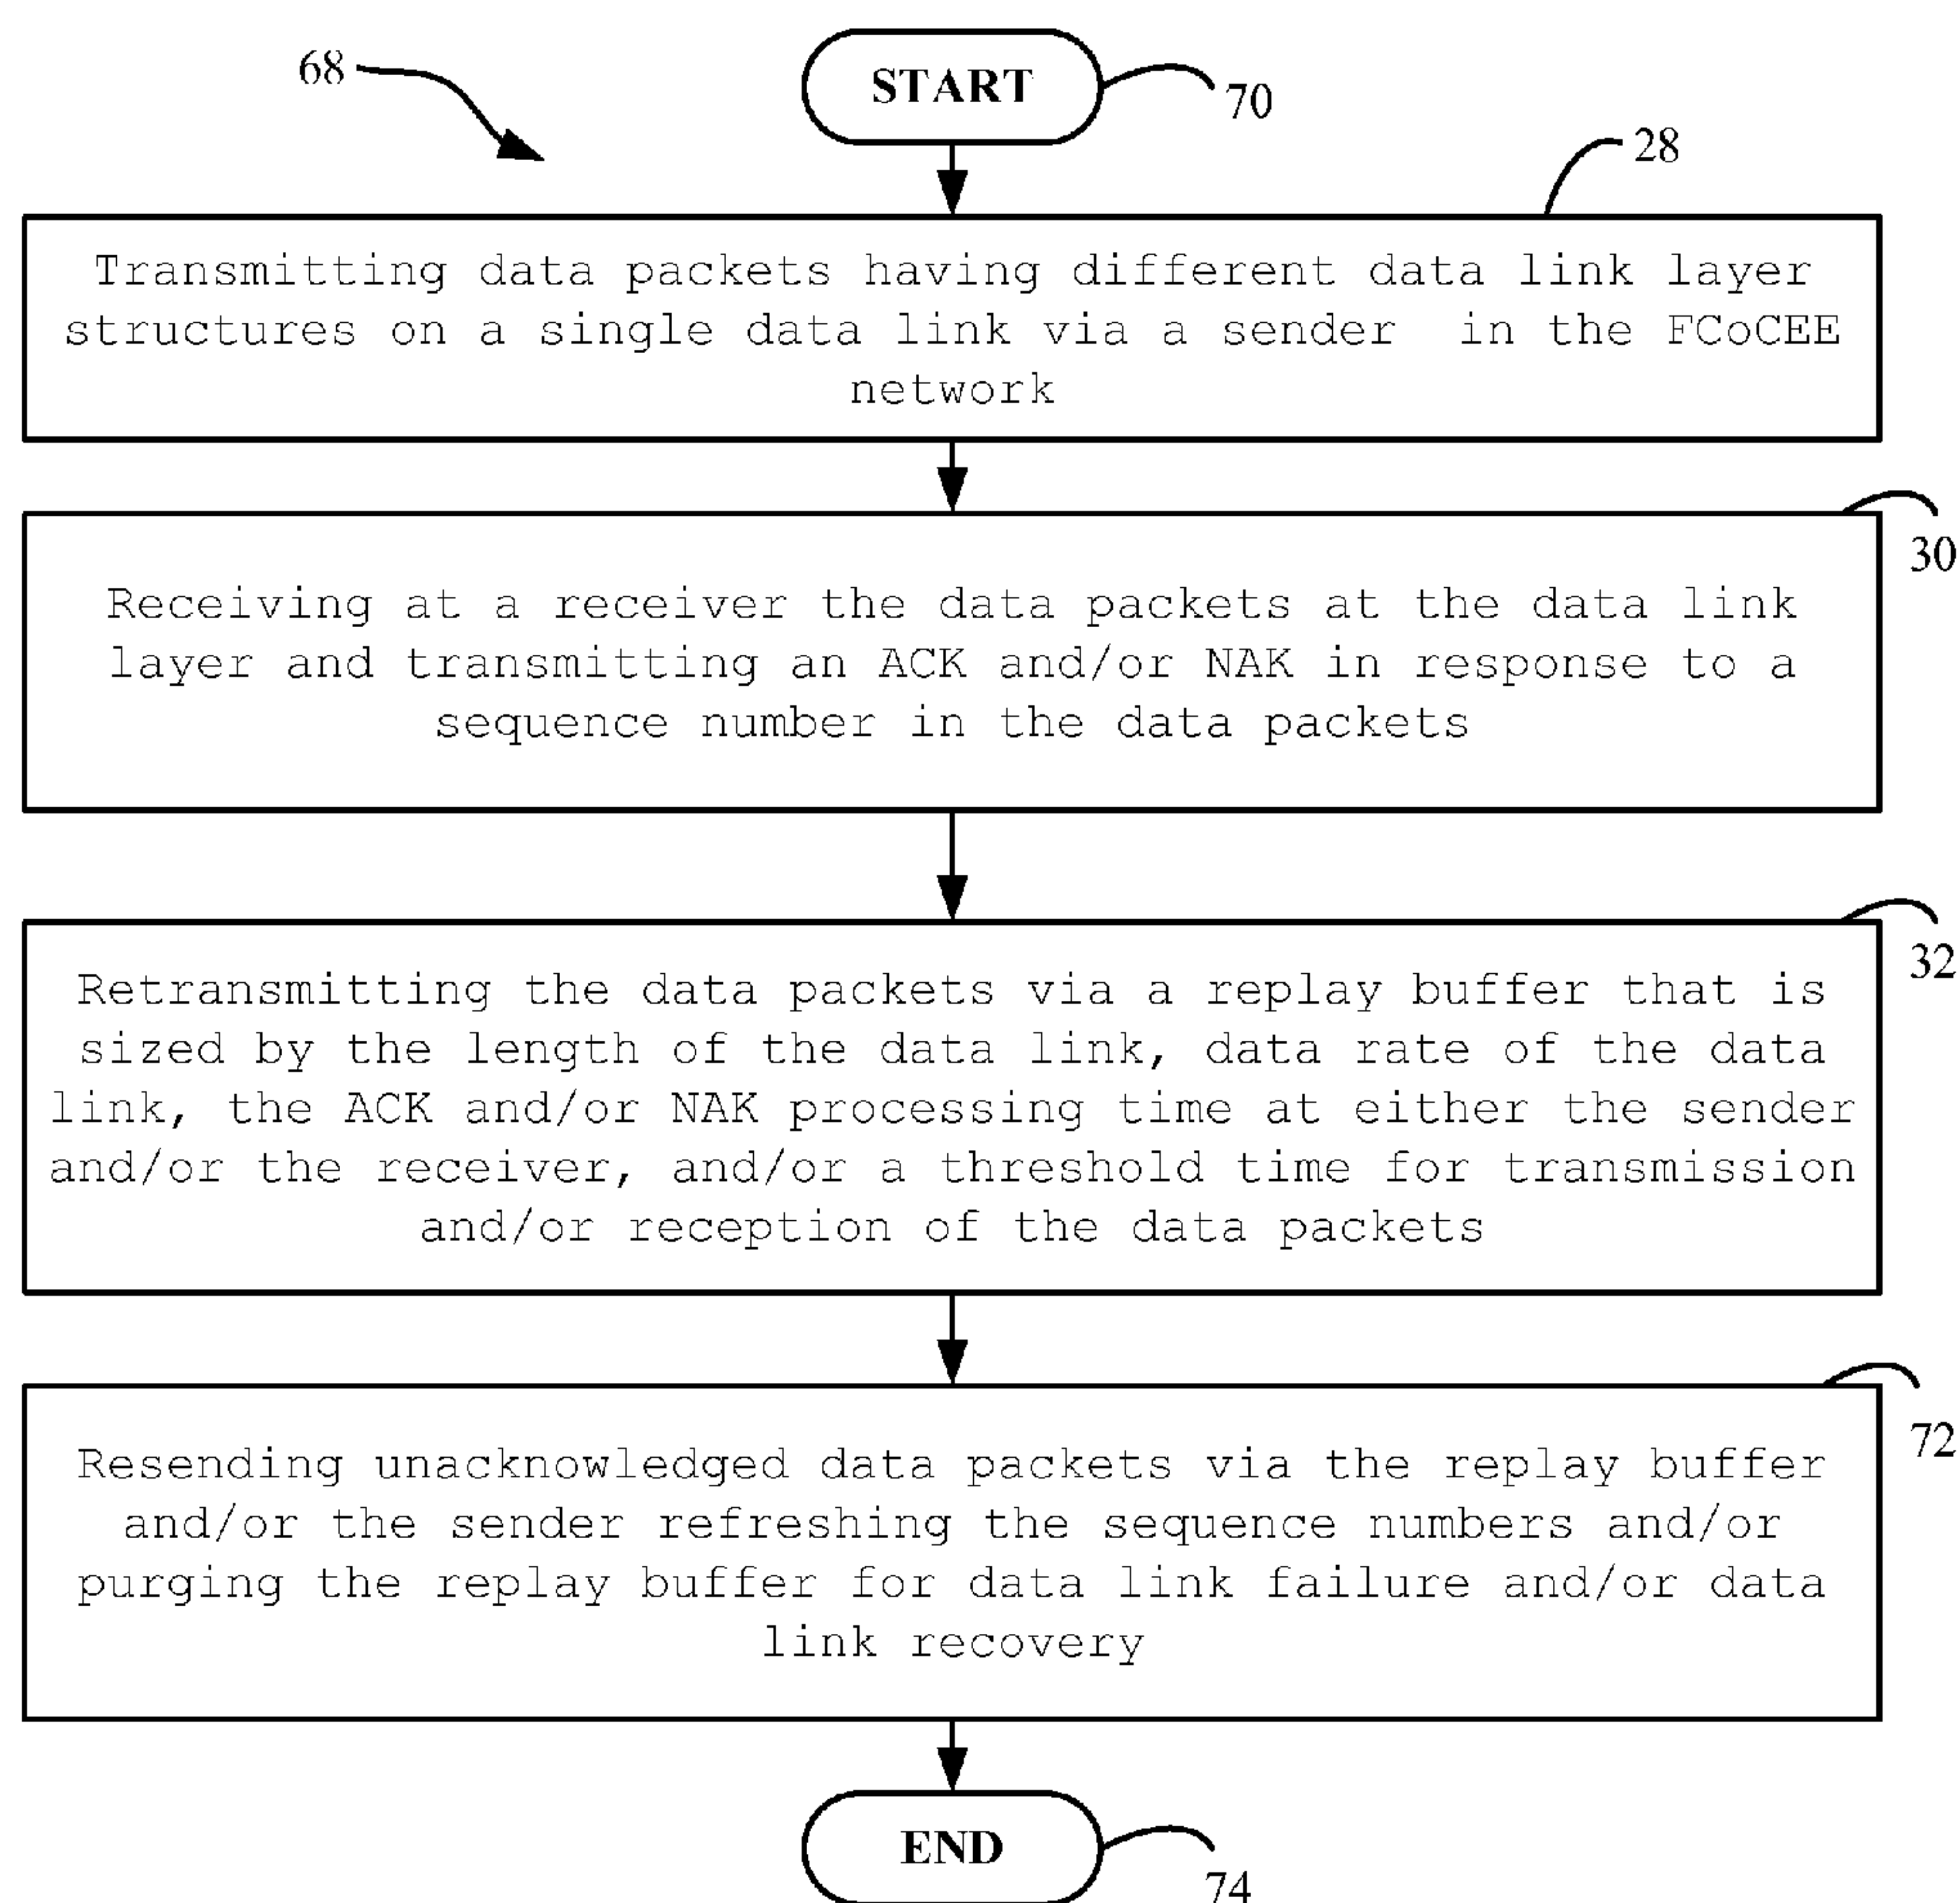 68
START
70
28
Transmitting data packets having different data link layer
structures on a single data link via a sender in the FCoCEE
network
30
Receiving at a receiver the data packets at the data link
layer and transmitting an ACK and/or NAK in response to a
sequence number in the data packets
32
Retransmitting the data packets via a replay buffer that is
sized by the length of the data link, data rate of the data
link, the ACK and/or NAK processing time at either the sender
and/or the receiver, and/or a threshold time for transmission
and/or reception of the data packets
72
Resending unacknowledged data packets via the replay buffer
and/or the sender refreshing the sequence numbers and/or
purging the replay buffer for data link failure and/or data
link recovery
END
74